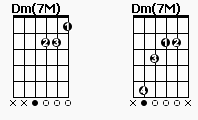 Dm(7M) Dm(7M)
1 1 2
2 3 3
4
x x o o o x o o o x